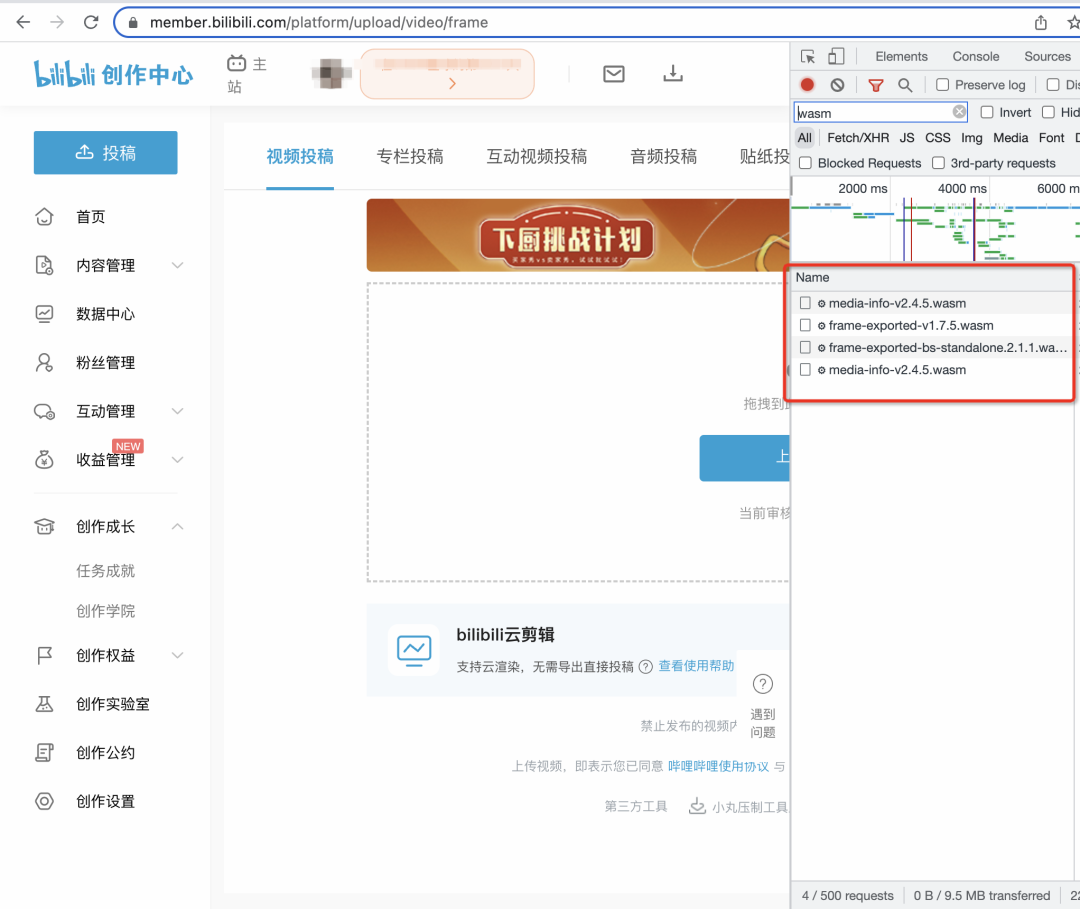 member.bilibili.com/platform/upload/video/frame
bilibili 创作中心
主
站
投稿
首页
内容管理
数据中心
粉丝管理
互动管理
NEW
收益管理
创作成长
任务成就
创作学院
创作权益
创作实验室
创作公约
创作设置
视频投稿 专栏投稿 互动视频投稿 音频投稿 贴纸投
下厨挑战计划
拖拽到
上
当前审核
bilibili云剪辑
支持云渲染，无需导出直接投稿 ? 查看使用帮助
?
遇到
问题
禁止发布的视频内
上传视频，即表示您已同意 哔哩哔哩使用协议 与
第三方工具 小丸压制工具
Elements Console Sources
Preserve log Dis
wasm Invert Hid
All Fetch/XHR JS CSS Img Media Font D
Blocked Requests 3rd-party requests
2000 ms 4000 ms 6000 m
Name
media-info-v2.4.5.wasm
frame-exported-v1.7.5.wasm
frame-exported-bs-standalone.2.1.1.wa...
media-info-v2.4.5.wasm
4 / 500 requests 0 B / 9.5 MB transferred 22